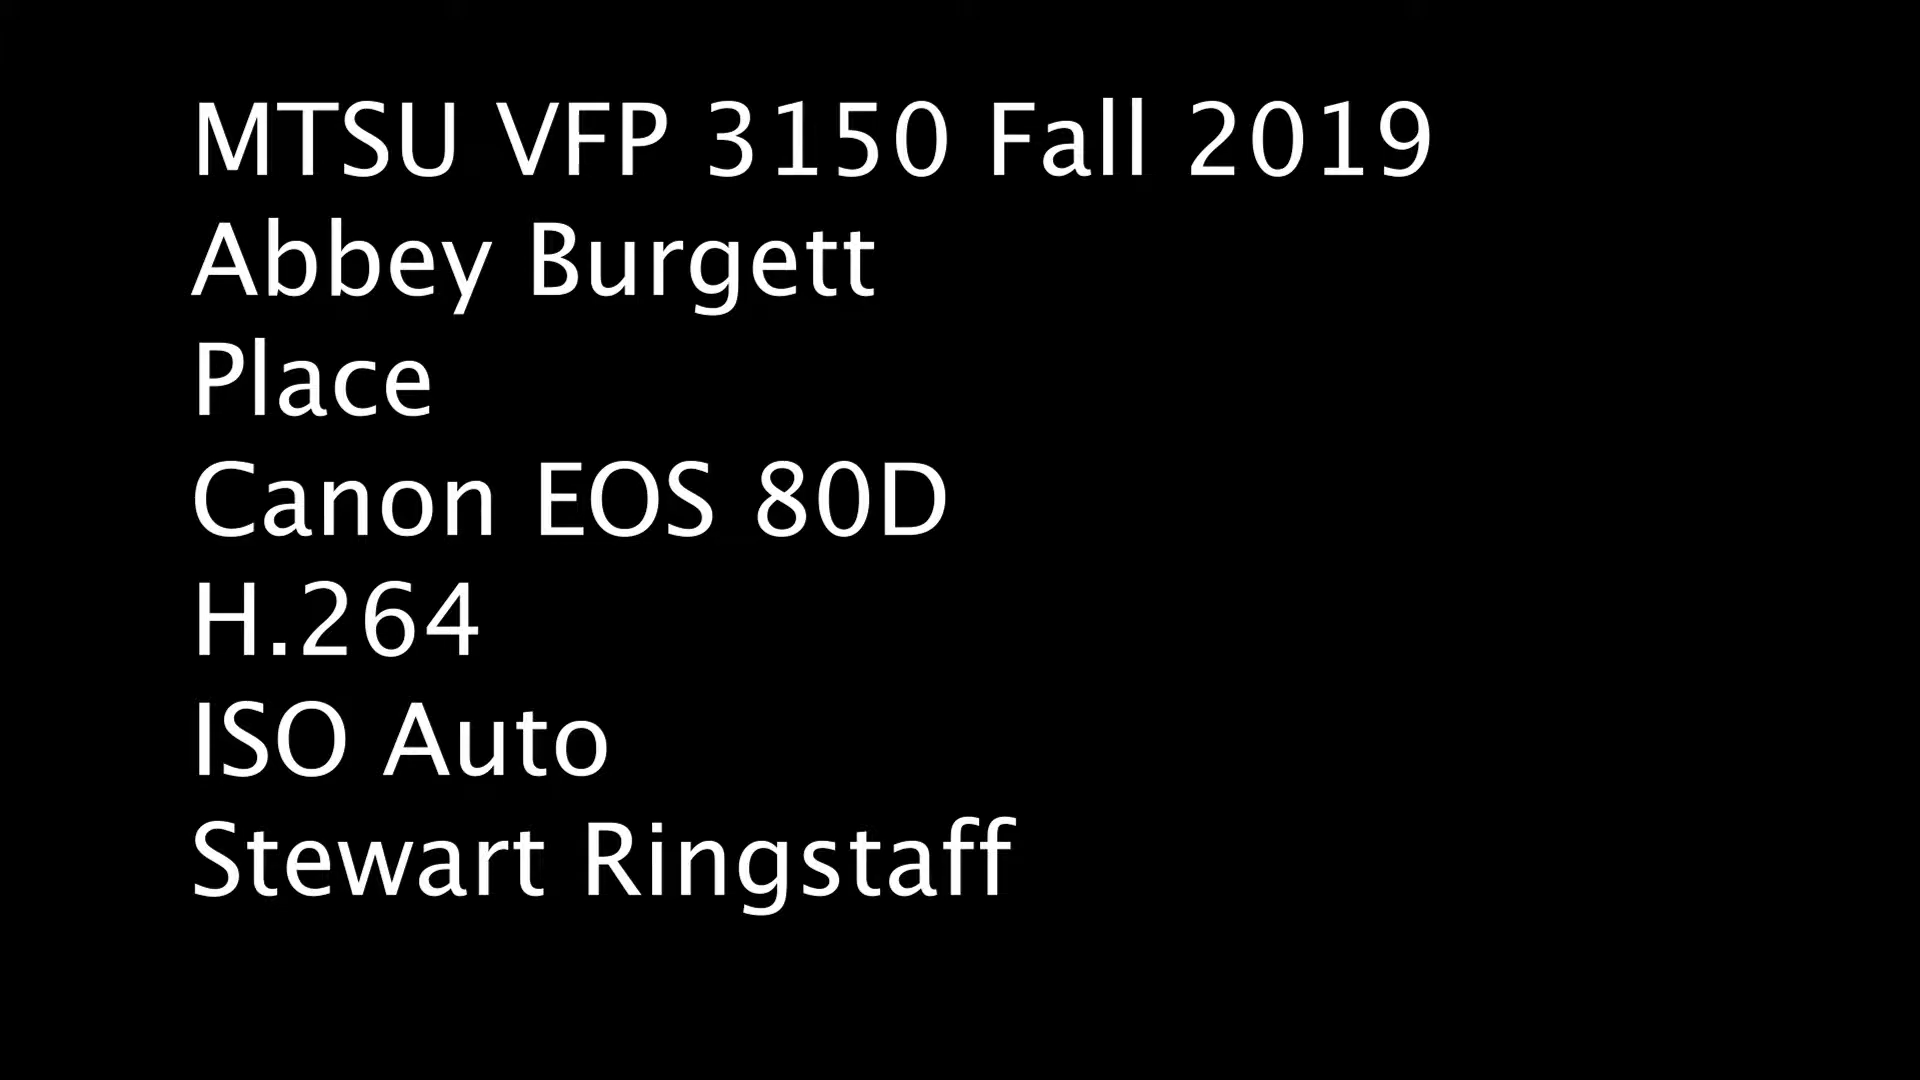 MTSU VFP 3150 Fall 2019
Abbey Burgett
Place
Canon EOS 80D
H.264
ISO Auto
Stewart Ringstaff